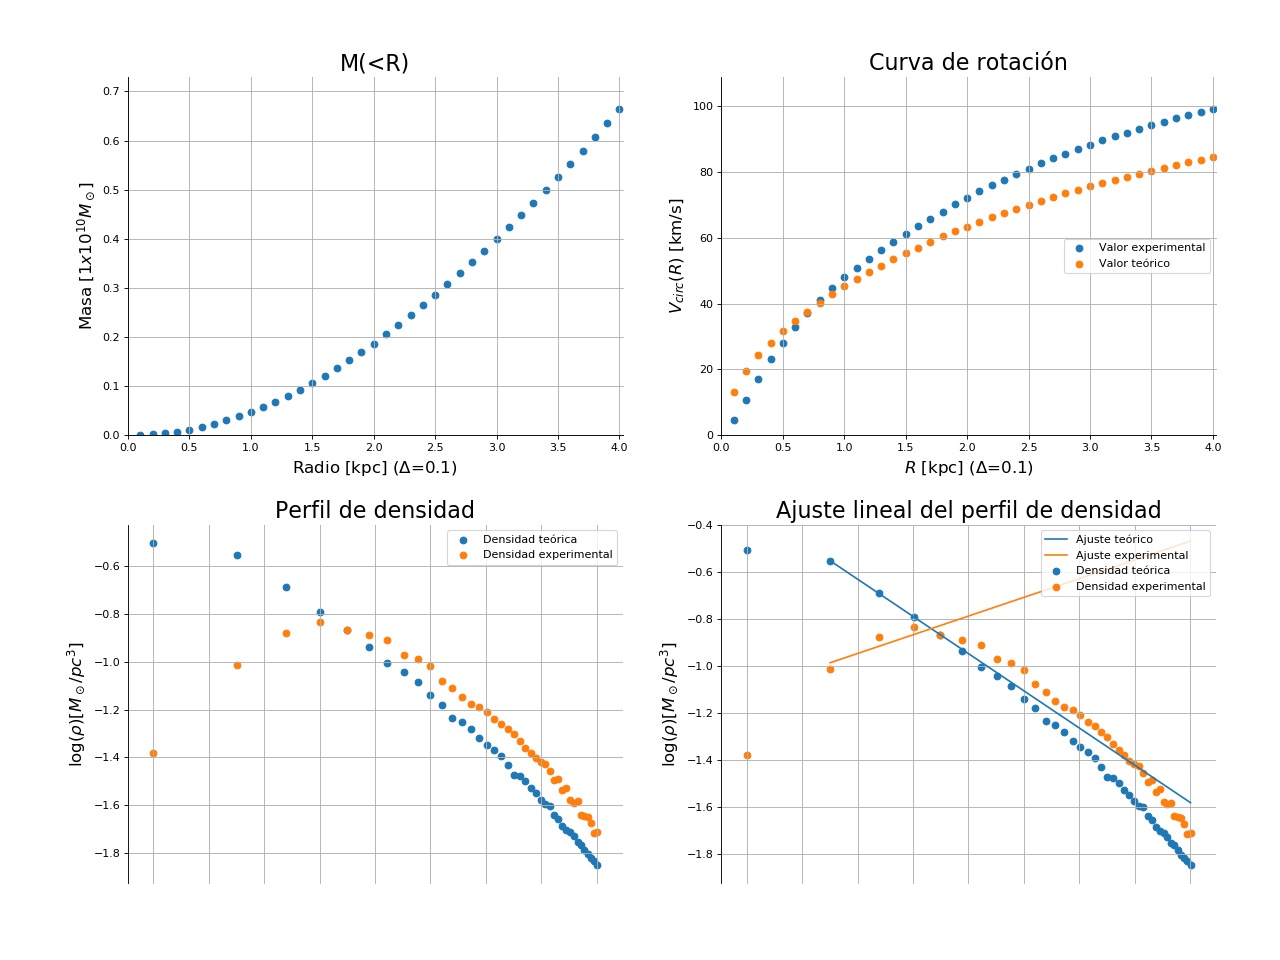 M(<R)
Masa [1x10^10 M_⊙]
0.7
0.6
0.5
0.4
0.3
0.2
0.1
0.0
0.0 0.5 1.0 1.5 2.0 2.5 3.0 3.5 4.0
Radio [kpc] (Δ=0.1)
Curva de rotación
V_circ(R) [km/s]
100
80
60
40
20
0
Valor experimental
Valor teórico
0.0 0.5 1.0 1.5 2.0 2.5 3.0 3.5 4.0
R [kpc] (Δ=0.1)
Perfil de densidad
log(ρ)[M_⊙/pc^3]
−0.6
−0.8
−1.0
−1.2
−1.4
−1.6
−1.8
Densidad teórica
Densidad experimental
Ajuste lineal del perfil de densidad
log(ρ)[M_⊙/pc^3]
−0.4
−0.6
−0.8
−1.0
−1.2
−1.4
−1.6
−1.8
Ajuste teórico
Ajuste experimental
Densidad teórica
Densidad experimental